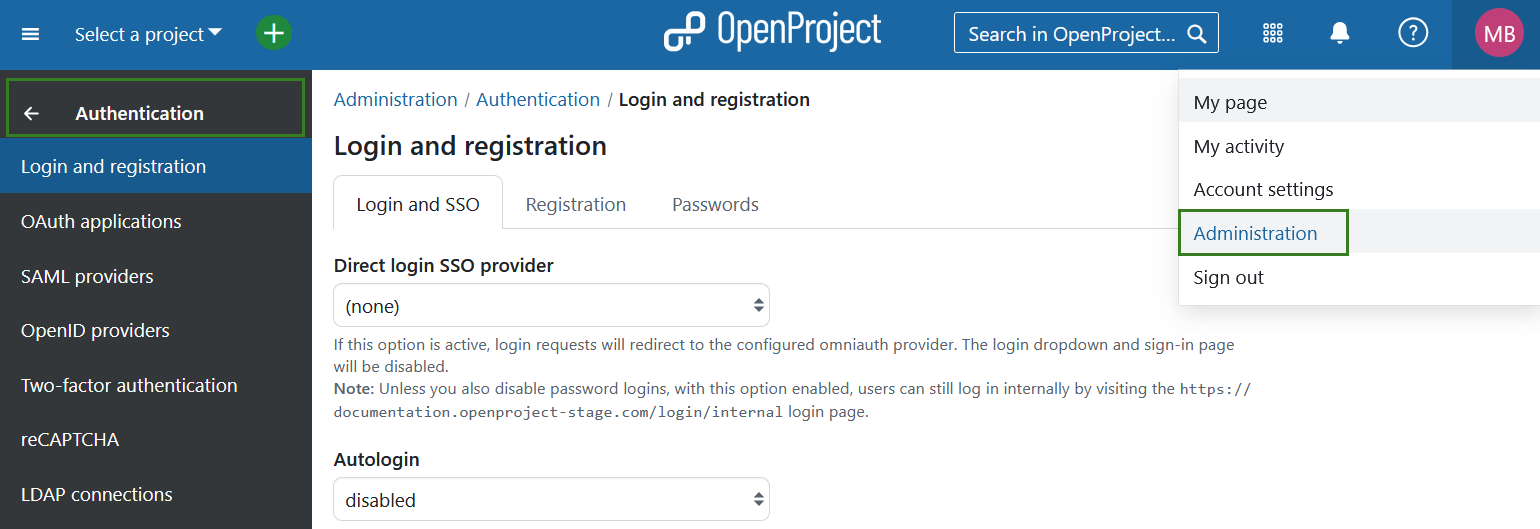 Select a project
OpenProject
Search in OpenProject...
?
MB
Authentication
Login and registration
OAuth applications
SAML providers
OpenID providers
Two-factor authentication
reCAPTCHA
LDAP connections
Administration / Authentication / Login and registration
Login and registration
Login and SSO
Registration
Passwords
Direct login SSO provider
(none)
If this option is active, login requests will redirect to the configured omniauth provider. The login dropdown and sign-in page
will be disabled.
Note: Unless you also disable password logins, with this option enabled, users can still log in internally by visiting the https://
documentation.openproject-stage.com/login/internal login page.
Autologin
disabled
My page
My activity
Account settings
Administration
Sign out